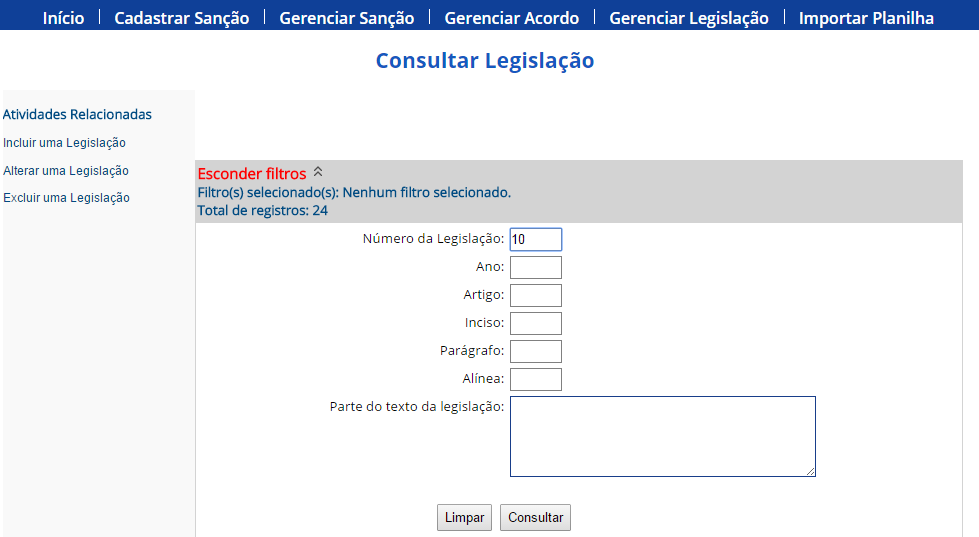 Início Cadastrar Sanção Gerenciar Sanção Gerenciar Acordo Gerenciar Legislação Importar Planilha
Consultar Legislação
Atividades Relacionadas
Incluir uma Legislação
Alterar uma Legislação
Excluir uma Legislação
Esconder filtros
Filtro(s) selecionado(s): Nenhum filtro selecionado.
Total de registros: 24
Número da Legislação: 10
Ano:
Artigo:
Inciso:
Parágrafo:
Alínea:
Parte do texto da legislação:
Limpar Consultar